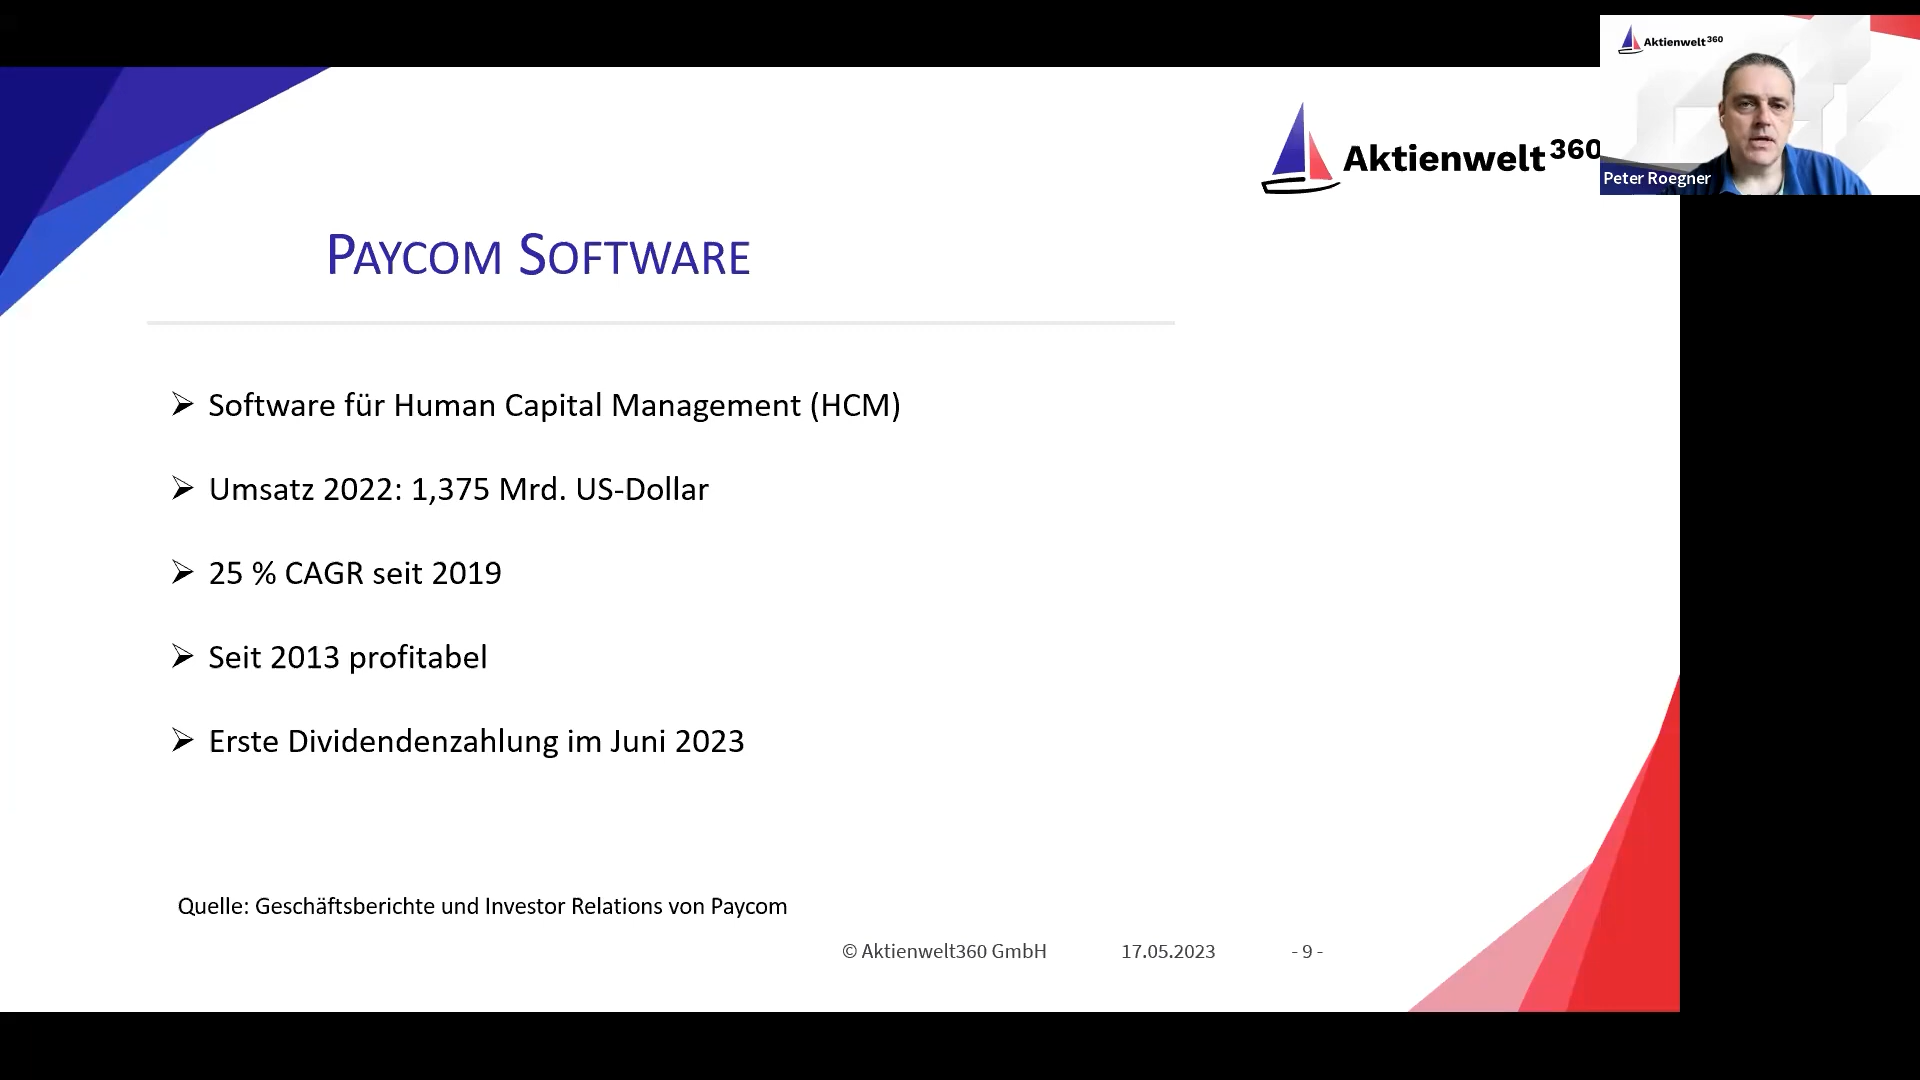 Aktienwelt360
Peter Roegner
Aktienwelt360
PAYCOM SOFTWARE
Software für Human Capital Management (HCM)
Umsatz 2022: 1,375 Mrd. US-Dollar
25 % CAGR seit 2019
Seit 2013 profitabel
Erste Dividendenzahlung im Juni 2023
Quelle: Geschäftsberichte und Investor Relations von Paycom
© Aktienwelt360 GmbH 17.05.2023 - 9 -